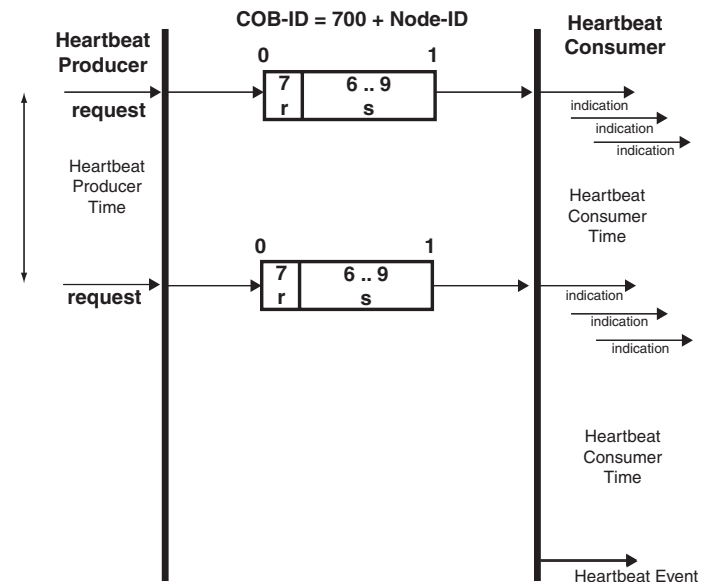 COB-ID = 700 + Node-ID
Heartbeat
Producer
Heartbeat
Consumer
0 1
7 6 .. 9
r s
request
indication
indication
indication
Heartbeat
Producer
Time
Heartbeat
Consumer
Time
0 1
7 6 .. 9
r s
request
indication
indication
indication
Heartbeat
Consumer
Time
Heartbeat Event